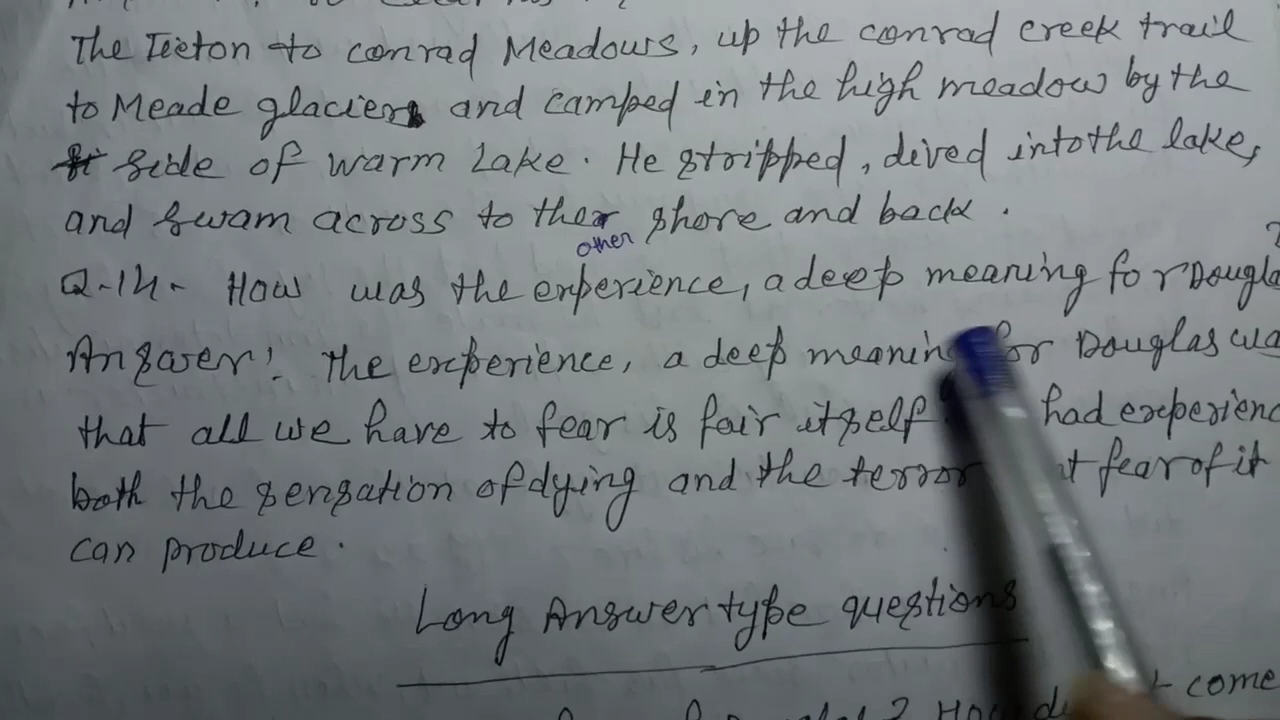 The Tieton to conrad Meadows, up the conrad creek trail
to Meade glacier and camped in the high meadow by the
side of warm Lake. He stripped, dived into the lake,
and swam across to the other shore and back.
Q-14- How was the experience, a deep meaning for Dougla
Answer: The experience, a deep meaning for Douglas wa
that all we have to fear is fair itself. had experienc
both the sensation of dying and the terror fear of it
can produce.
Long Answer type questions
come